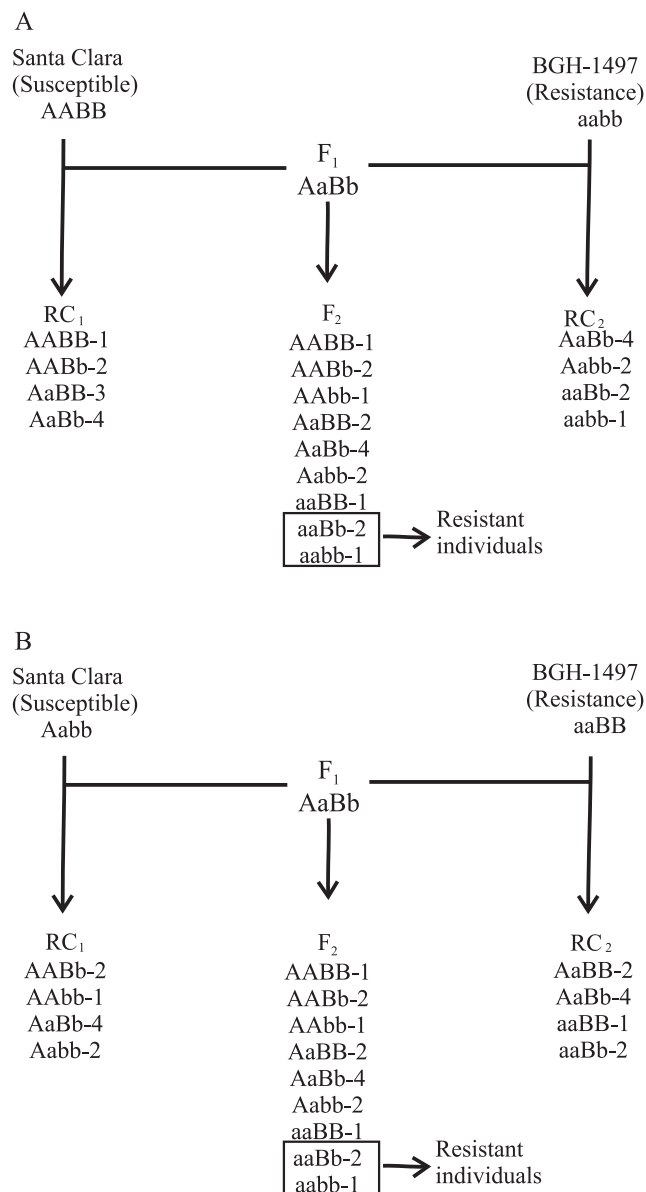 A
Santa Clara
(Susceptible)
AABB
BGH-1497
(Resistance)
aabb
F1
AaBb
RC1
AABB-1
AABb-2
AaBB-3
AaBb-4
F2
AABB-1
AABb-2
AAbb-1
AaBB-2
AaBb-4
Aabb-2
aaBB-1
aaBb-2
aabb-1
Resistant
individuals
RC2
AaBb-4
Aabb-2
aaBb-2
aabb-1
B
Santa Clara
(Susceptible)
Aabb
BGH-1497
(Resistance)
aaBB
F1
AaBb
RC1
AABb-2
AAbb-1
AaBb-4
Aabb-2
F2
AABB-1
AABb-2
AAbb-1
AaBB-2
AaBb-4
Aabb-2
aaBB-1
aaBb-2
aabb-1
Resistant
individuals
RC2
AaBB-2
AaBb-4
aaBB-1
aaBb-2